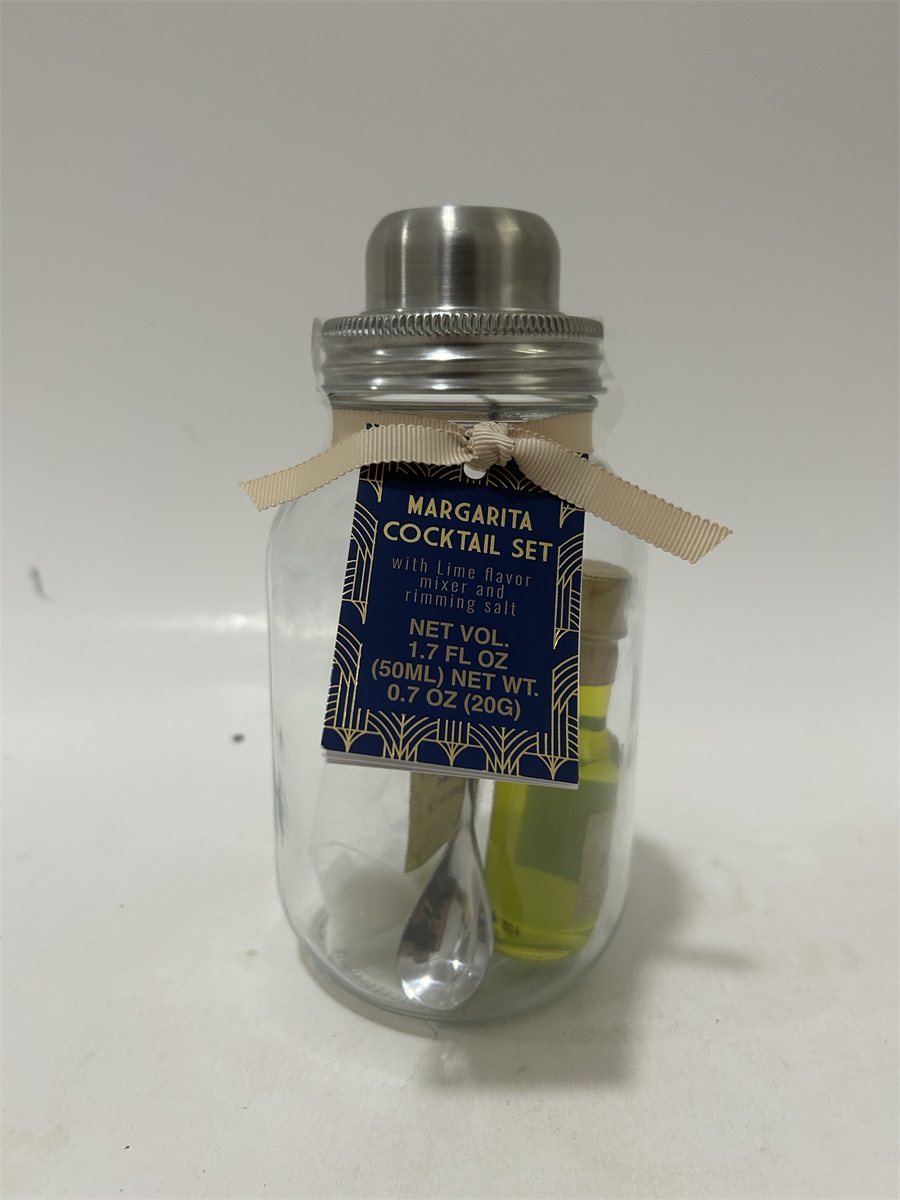 MARGARITA
COCKTAIL SET
with Lime flavor
mixer and
rimming salt
NET VOL.
1.7 FL OZ
(50ML) NET WT.
0.7 OZ (20G)